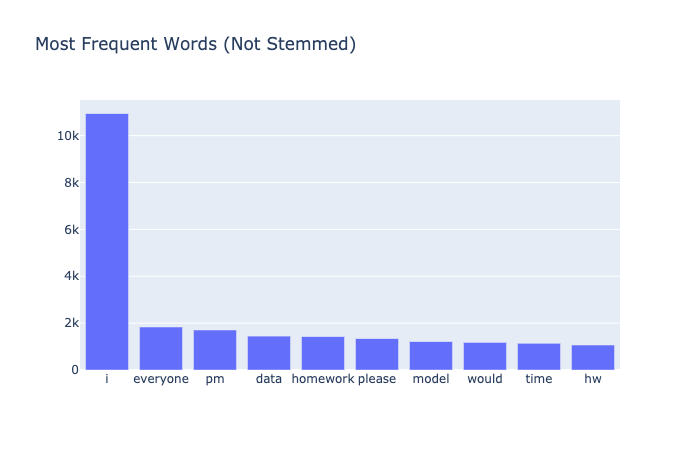 Most Frequent Words (Not Stemmed)
10k
8k
6k
4k
2k
0
i everyone pm data homework please model would time hw